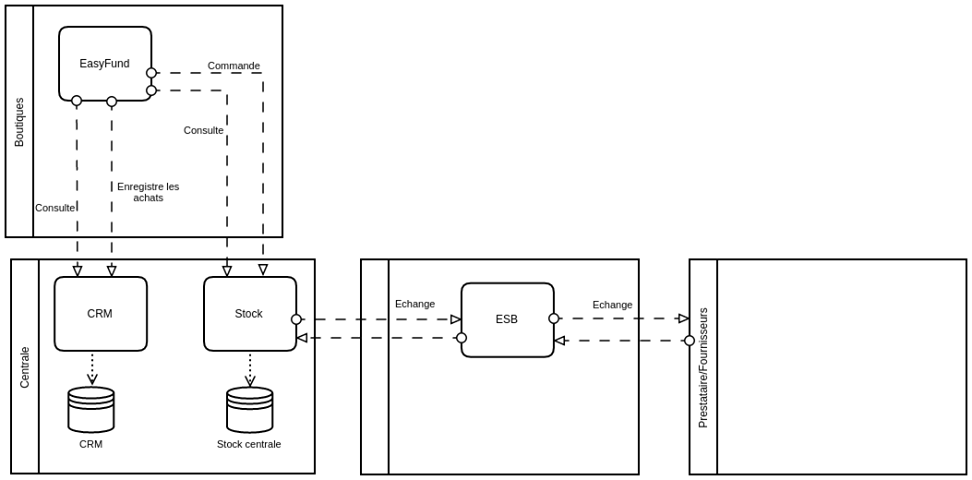 Boutiques
EasyFund
Commande
Consulte
Enregistre les
achats
Consulte
Centrale
CRM
Stock
CRM
Stock centrale
Echange
ESB
Echange
Prestataire/Fournisseurs